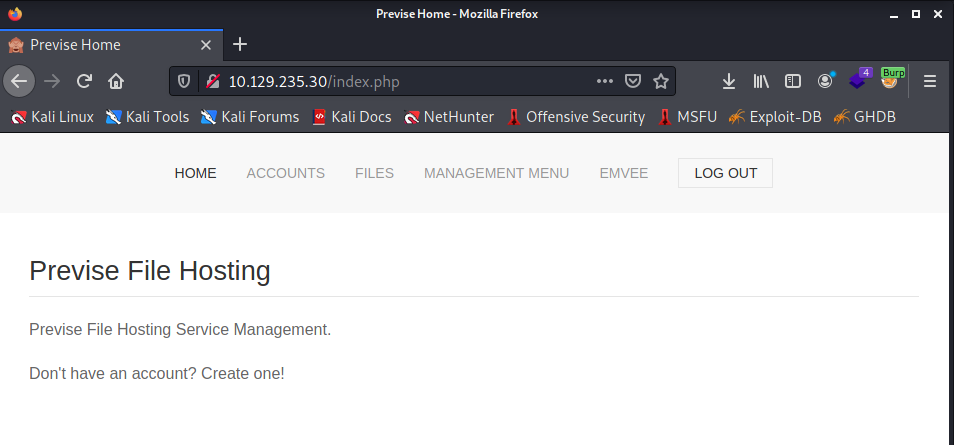 Previse Home - Mozilla Firefox
Previse Home
10.129.235.30/index.php
4
Burp
Kali Linux Kali Tools Kali Forums Kali Docs NetHunter Offensive Security MSFU Exploit-DB GHDB
HOME ACCOUNTS FILES MANAGEMENT MENU EMVEE LOG OUT
Previse File Hosting
Previse File Hosting Service Management.
Don't have an account? Create one!